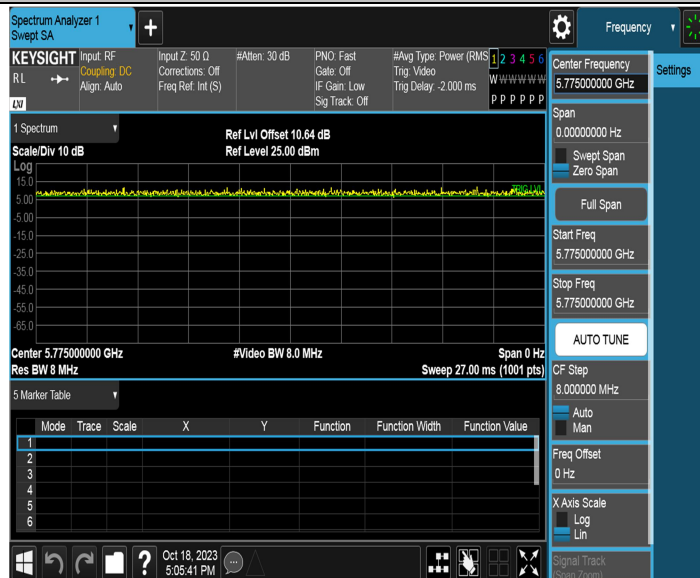 Spectrum Analyzer 1
Swept SA
Frequency
KEYSIGHT
RL
LXI
Input: RF
Coupling: DC
Align: Auto
Input Z: 50 Ω
Corrections: Off
Freq Ref: Int (S)
#Atten: 30 dB
PNO: Fast
Gate: Off
IF Gain: Low
Sig Track: Off
#Avg Type: Power (RMS
Trig: Video
Trig Delay: -2.000 ms
1 2 3 4 5 6
W W W W W W
P P P P P P
Center Frequency
5.775000000 GHz
Settings
Span
0.00000000 Hz
Swept Span
Zero Span
Full Span
Start Freq
5.775000000 GHz
Stop Freq
5.775000000 GHz
AUTO TUNE
CF Step
8.000000 MHz
Auto
Man
Freq Offset
0 Hz
X Axis Scale
Log
Lin
Signal Track
(Span Zoom)
1 Spectrum
Scale/Div 10 dB
Ref Lvl Offset 10.64 dB
Ref Level 25.00 dBm
Log
15.0
5.00
-5.00
-15.0
-25.0
-35.0
-45.0
-55.0
-65.0
TRIG LVL
Center 5.775000000 GHz
#Video BW 8.0 MHz
Span 0 Hz
Res BW 8 MHz
Sweep 27.00 ms (1001 pts)
5 Marker Table
Mode Trace Scale X Y Function Function Width Function Value
1
2
3
4
5
6
Oct 18, 2023
5:05:41 PM